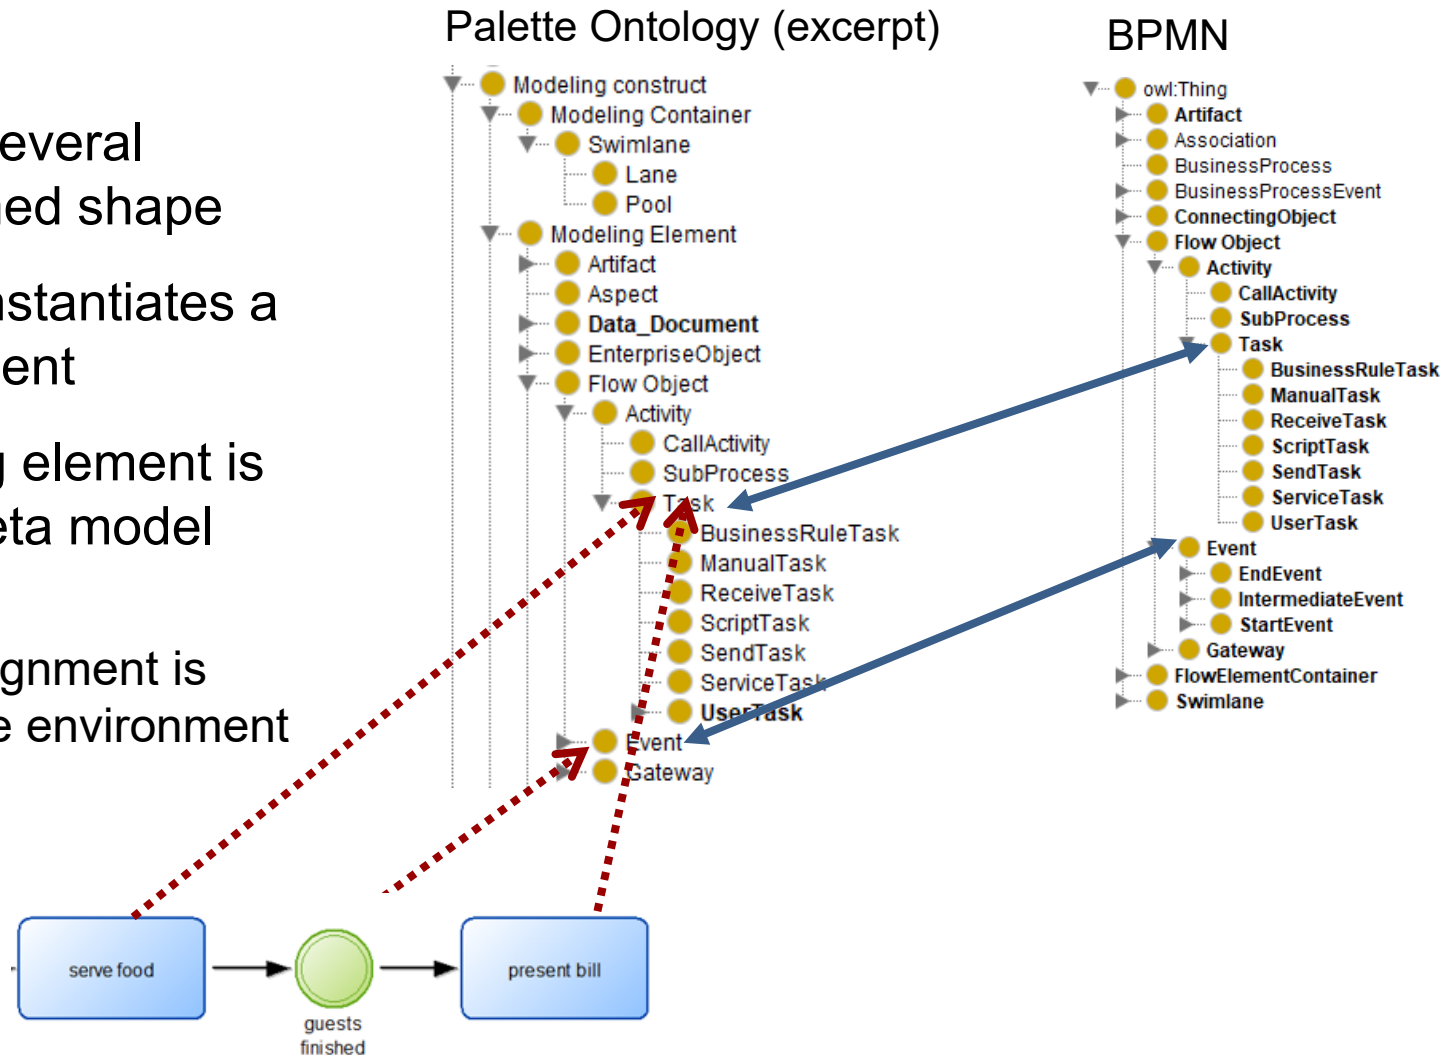 Palette Ontology (excerpt)
BPMN
everal
ned shape
nstantiates a
ent
g element is
eta model
gnment is
e environment
Modeling construct
Modeling Container
Swimlane
Lane
Pool
Modeling Element
Artifact
Aspect
Data_Document
EnterpriseObject
Flow Object
Activity
CallActivity
SubProcess
Task
BusinessRuleTask
ManualTask
ReceiveTask
ScriptTask
SendTask
ServiceTask
UserTask
Event
Gateway
owl:Thing
Artifact
Association
BusinessProcess
BusinessProcessEvent
ConnectingObject
Flow Object
Activity
CallActivity
SubProcess
Task
BusinessRuleTask
ManualTask
ReceiveTask
ScriptTask
SendTask
ServiceTask
UserTask
Event
EndEvent
IntermediateEvent
StartEvent
Gateway
FlowElementContainer
Swimlane
serve food
guests
finished
present bill